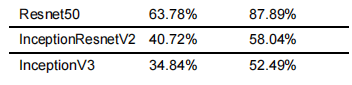 Resnet50 63.78% 87.89%
InceptionResnetV2 40.72% 58.04%
InceptionV3 34.84% 52.49%